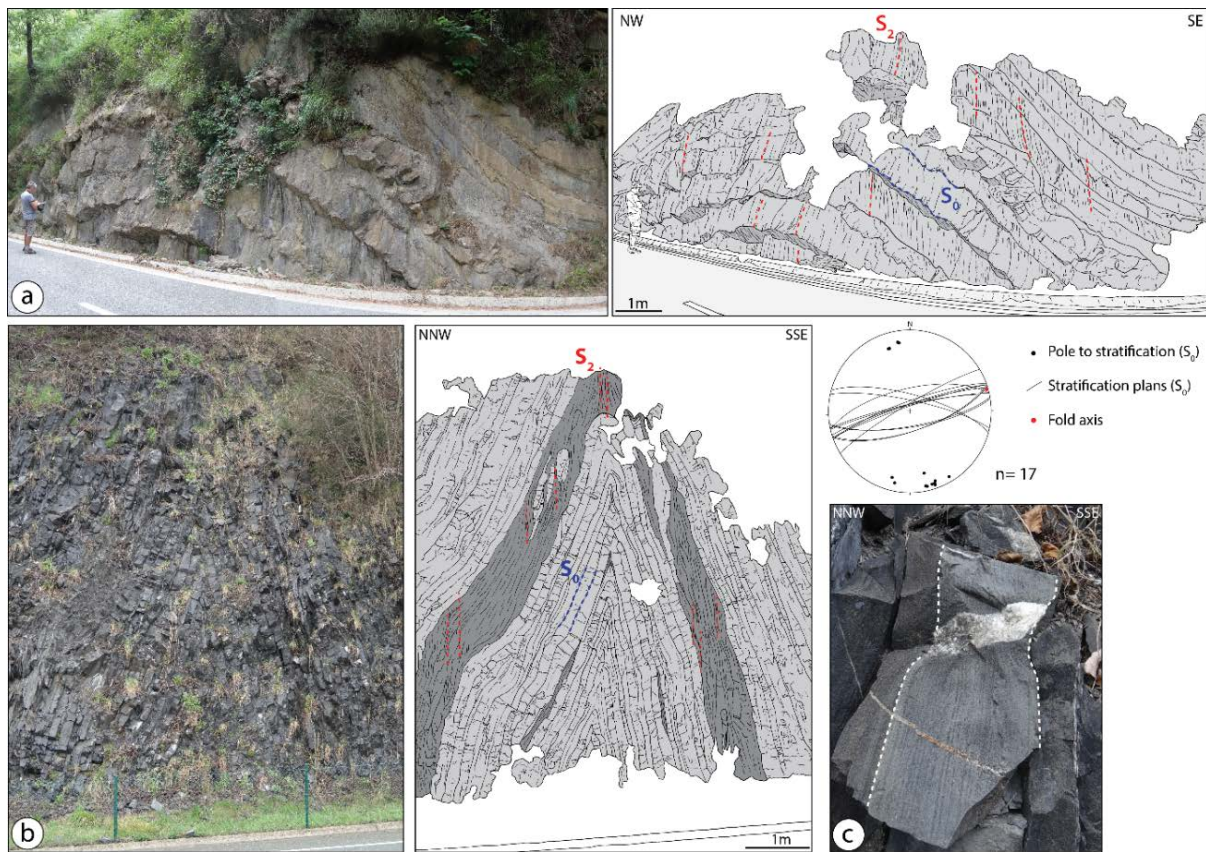 a
NW
SE
S₂
S₀
1m
b
NNW
SSE
S₂
S₀
1m
N
Pole to stratification (S₀)
Stratification plans (S₀)
Fold axis
n= 17
NNW
SSE
c